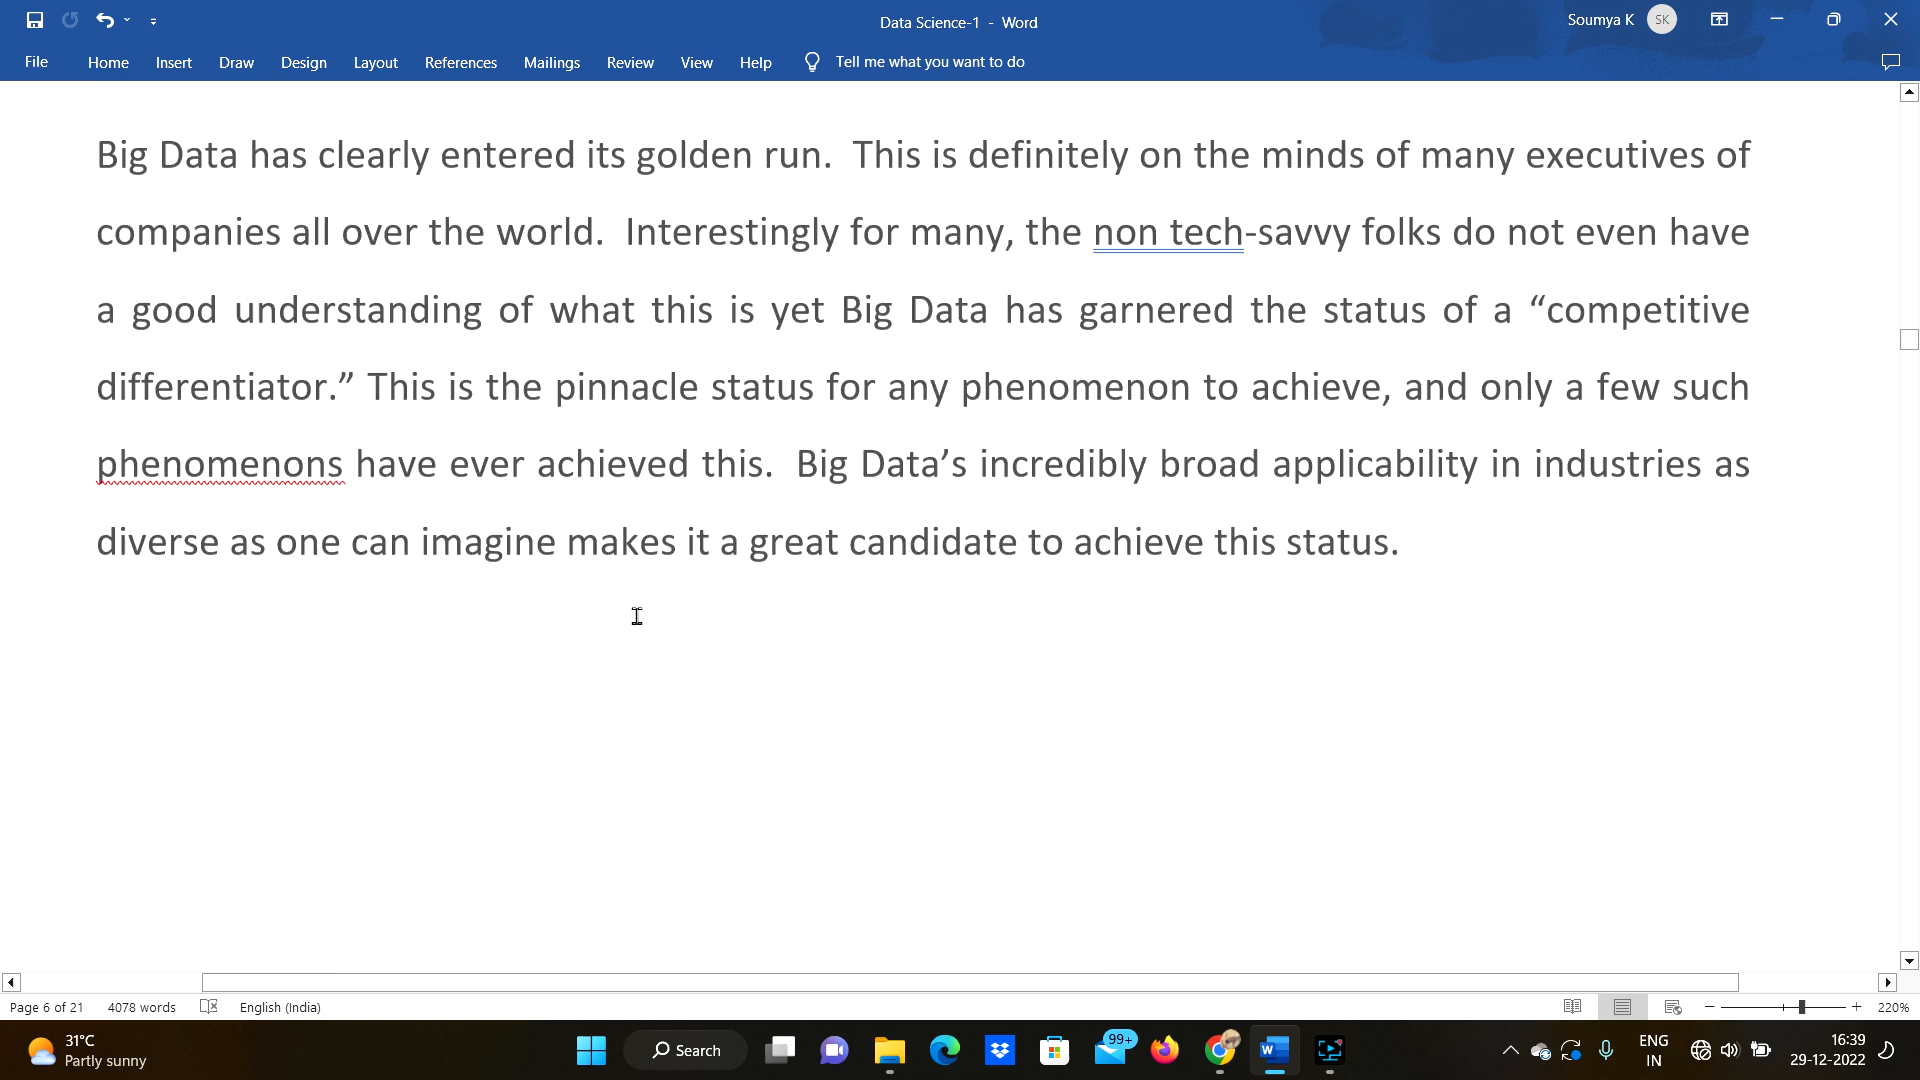 Data Science-1 - Word
Soumya K
SK
File
Home
Insert
Draw
Design
Layout
References
Mailings
Review
View
Help
Tell me what you want to do
Big Data has clearly entered its golden run. This is definitely on the minds of many executives of
companies all over the world. Interestingly for many, the non tech-savvy folks do not even have
a good understanding of what this is yet Big Data has garnered the status of a “competitive
differentiator.” This is the pinnacle status for any phenomenon to achieve, and only a few such
phenomenons have ever achieved this. Big Data’s incredibly broad applicability in industries as
diverse as one can imagine makes it a great candidate to achieve this status.
Page 6 of 21
4078 words
English (India)
220%
31°C
Partly sunny
Search
99+
W
ENG
IN
16:39
29-12-2022